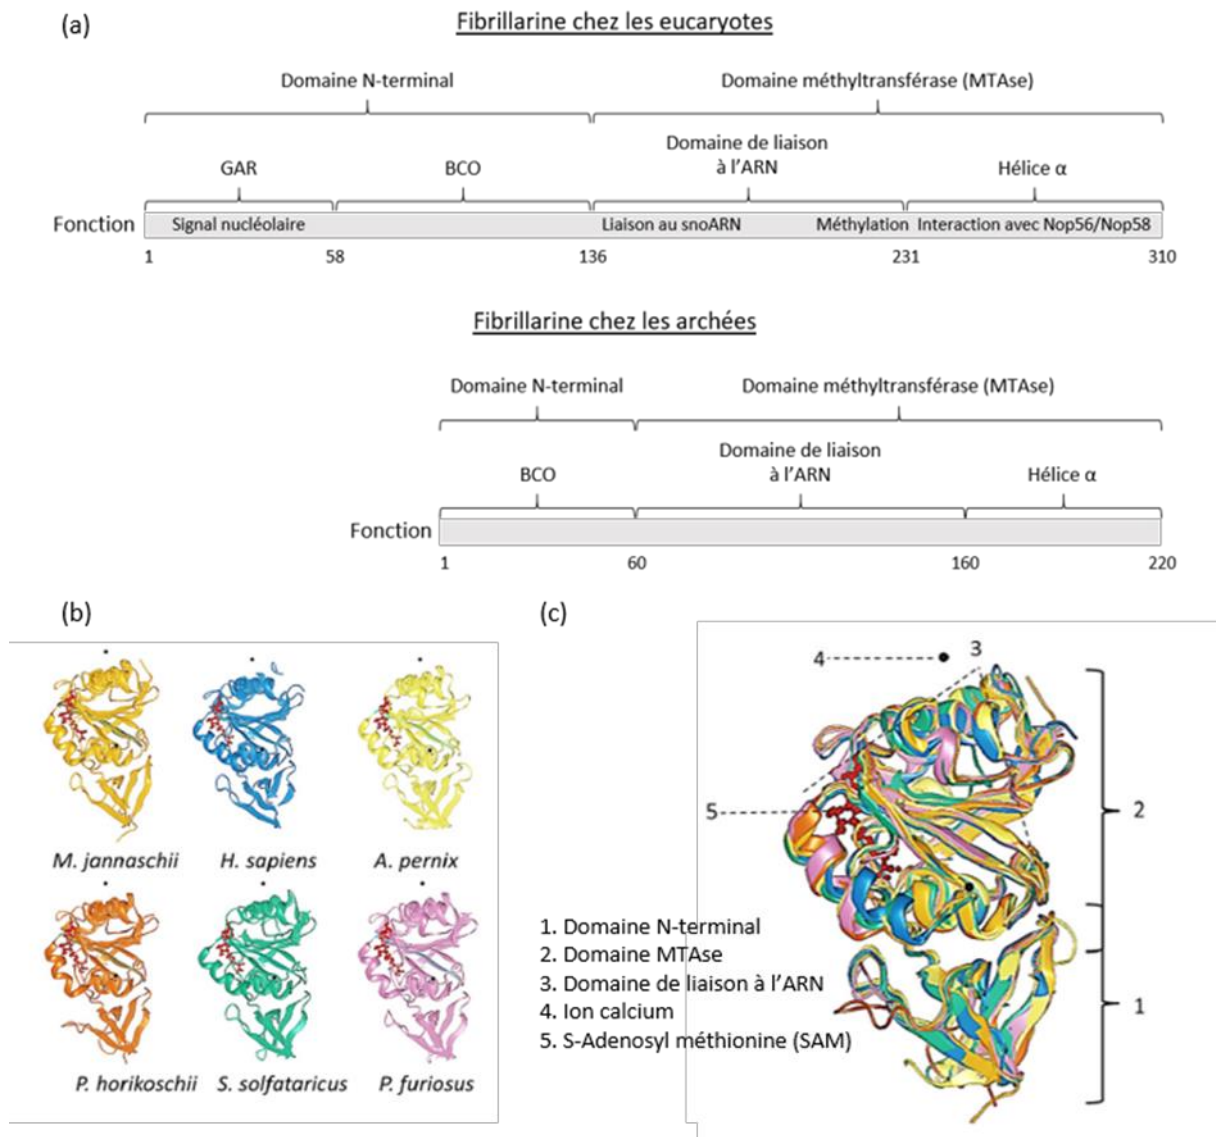 (a)
Fibrillarine chez les eucaryotes
Domaine N-terminal
Domaine méthyltransférase (MTAse)
GAR
BCO
Domaine de liaison
à l'ARN
Hélice α
Fonction
Signal nucléolaire
Liaison au snoARN
Méthylation
Interaction avec Nop56/Nop58
1
58
136
231
310
Fibrillarine chez les archées
Domaine N-terminal
Domaine méthyltransférase (MTAse)
BCO
Domaine de liaison
à l'ARN
Hélice α
Fonction
1
60
160
220
(b)
M. jannaschii
H. sapiens
A. pernix
P. horikoschii
S. solfataricus
P. furiosus
(c)
4
3
5
2
1
1. Domaine N-terminal
2. Domaine MTAse
3. Domaine de liaison à l'ARN
4. Ion calcium
5. S-Adenosyl méthionine (SAM)